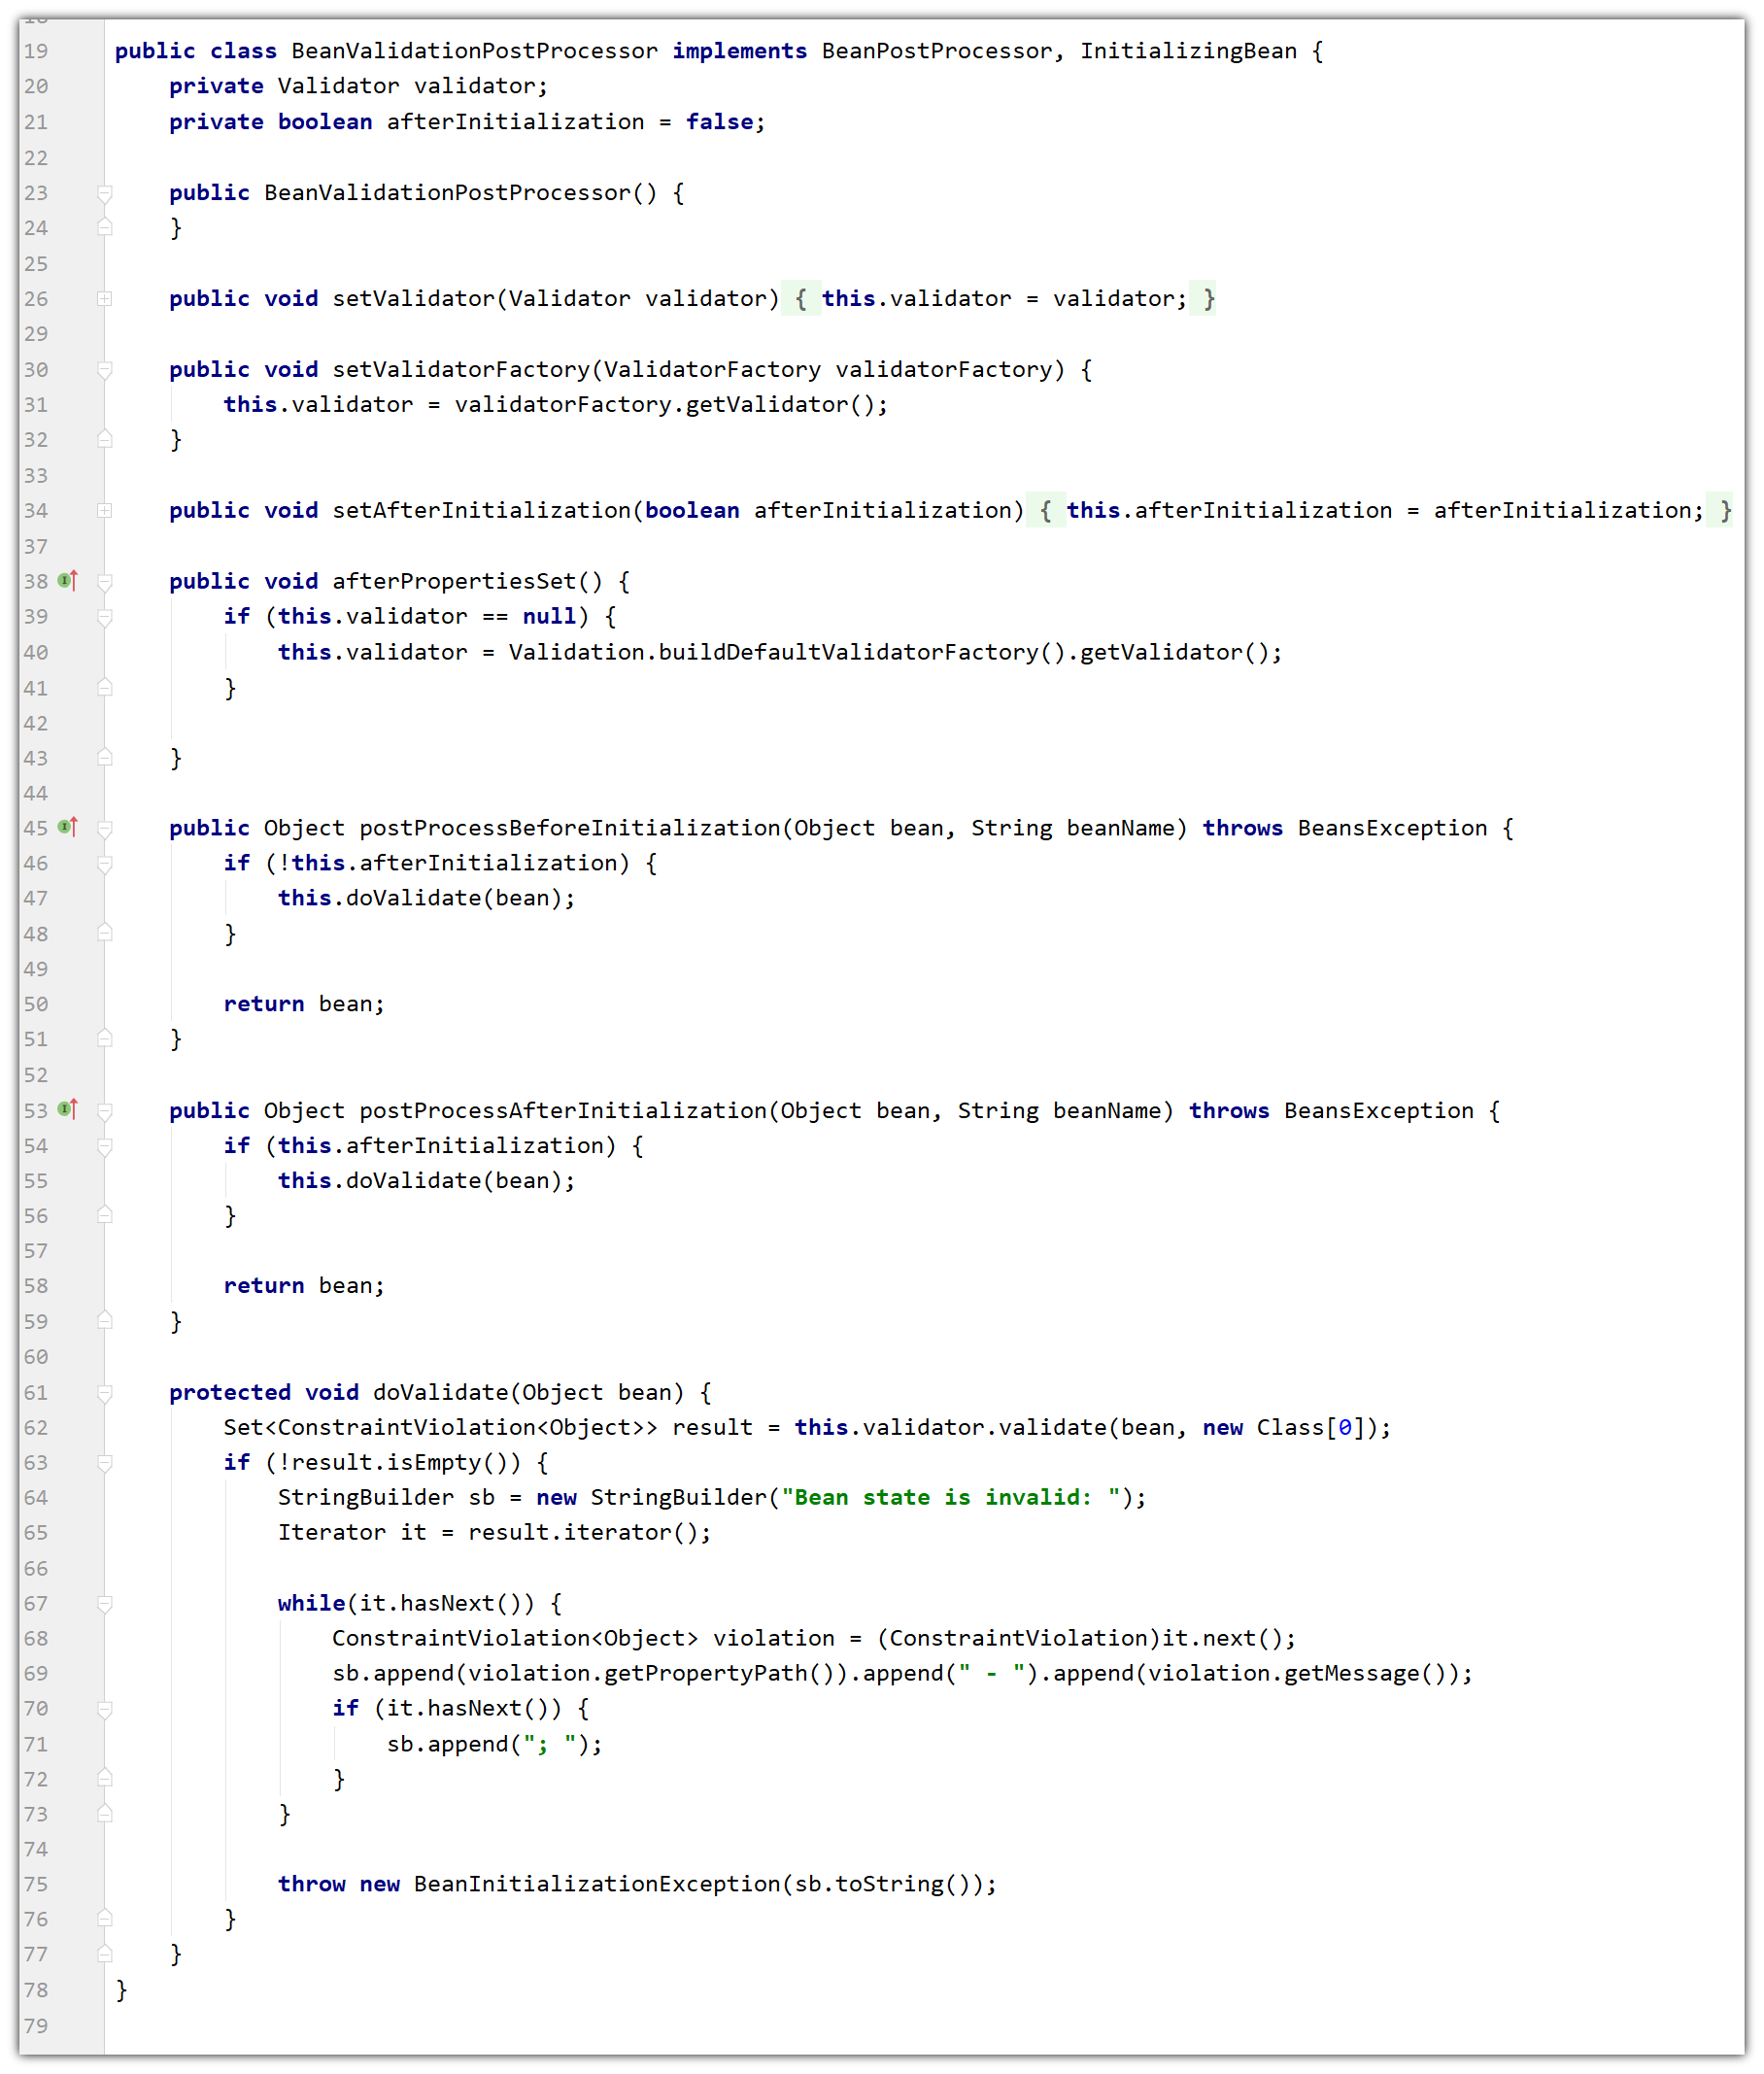 19 public class BeanValidationPostProcessor implements BeanPostProcessor, InitializingBean {
20     private Validator validator;
21     private boolean afterInitialization = false;
22
23     public BeanValidationPostProcessor() {
24     }
25
26     public void setValidator(Validator validator) { this.validator = validator; }
29
30     public void setValidatorFactory(ValidatorFactory validatorFactory) {
31         this.validator = validatorFactory.getValidator();
32     }
33
34     public void setAfterInitialization(boolean afterInitialization) { this.afterInitialization = afterInitialization; }
37
38     public void afterPropertiesSet() {
39         if (this.validator == null) {
40             this.validator = Validation.buildDefaultValidatorFactory().getValidator();
41         }
42
43     }
44
45     public Object postProcessBeforeInitialization(Object bean, String beanName) throws BeansException {
46         if (!this.afterInitialization) {
47             this.doValidate(bean);
48         }
49
50         return bean;
51     }
52
53     public Object postProcessAfterInitialization(Object bean, String beanName) throws BeansException {
54         if (this.afterInitialization) {
55             this.doValidate(bean);
56         }
57
58         return bean;
59     }
60
61     protected void doValidate(Object bean) {
62         Set<ConstraintViolation<Object>> result = this.validator.validate(bean, new Class[0]);
63         if (!result.isEmpty()) {
64             StringBuilder sb = new StringBuilder("Bean state is invalid: ");
65             Iterator it = result.iterator();
66
67             while(it.hasNext()) {
68                 ConstraintViolation<Object> violation = (ConstraintViolation)it.next();
69                 sb.append(violation.getPropertyPath()).append(" - ").append(violation.getMessage());
70                 if (it.hasNext()) {
71                     sb.append("; ");
72                 }
73             }
74
75             throw new BeanInitializationException(sb.toString());
76         }
77     }
78 }
79